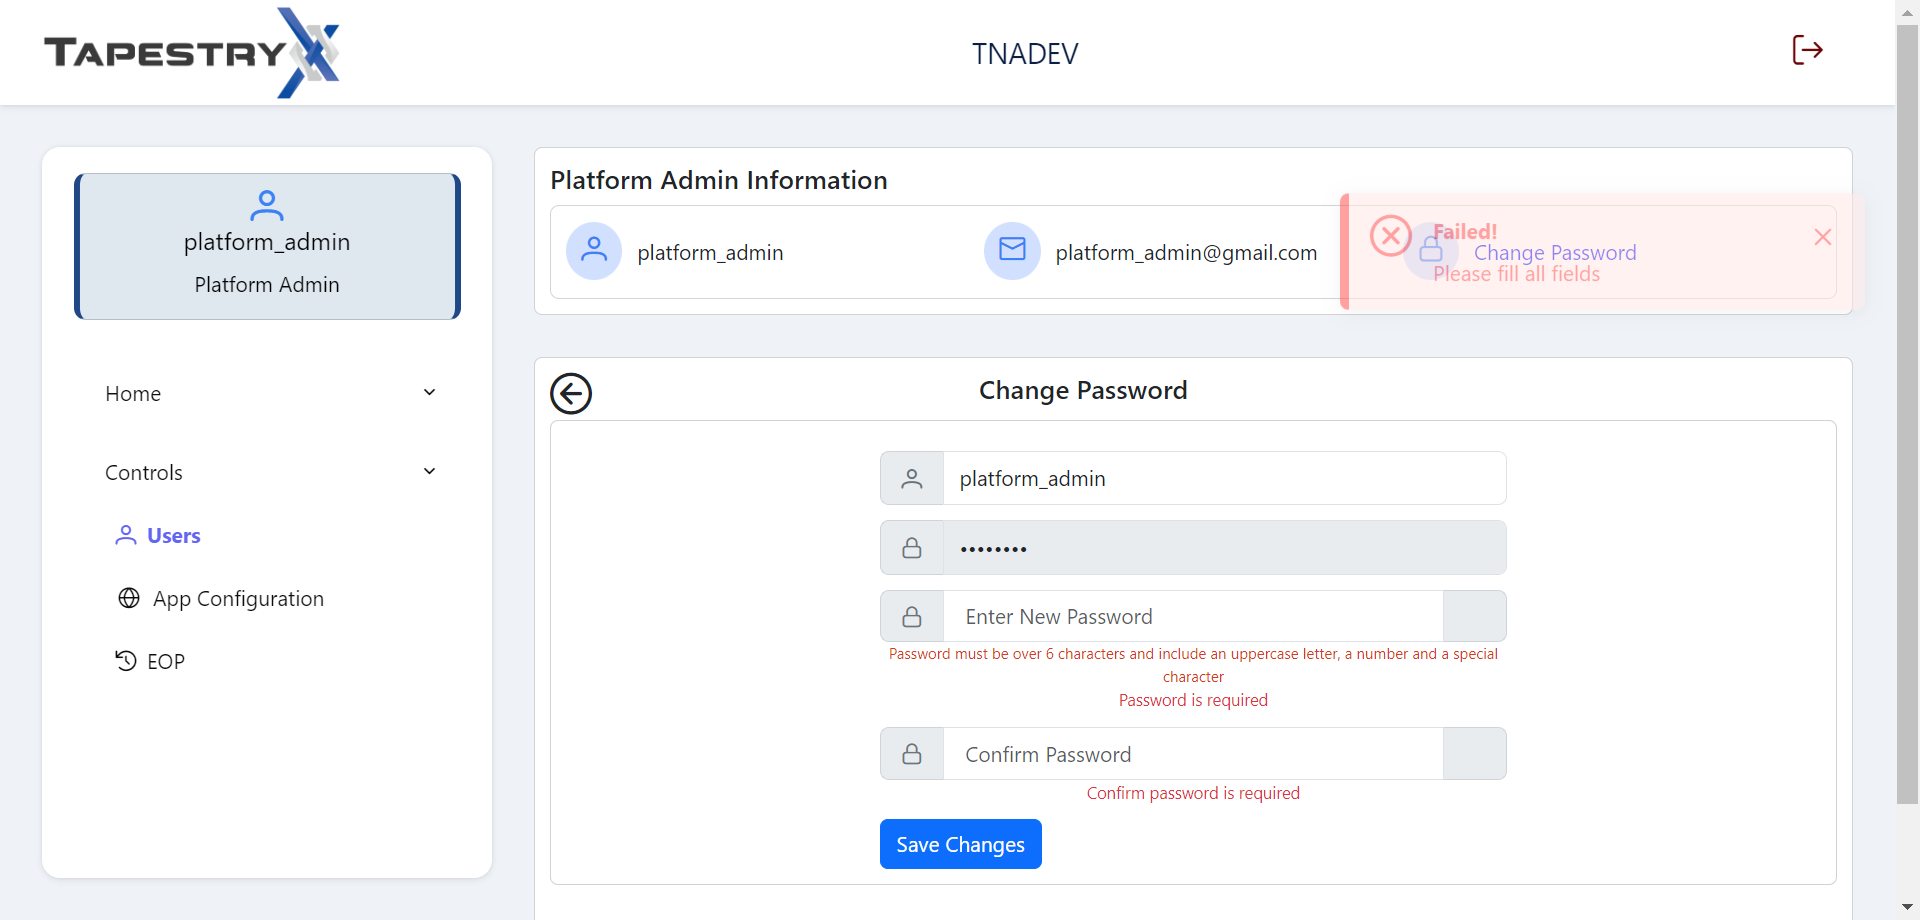 TAPESTRYX
TNADEV
platform_admin
Platform Admin
Home
Controls
Users
App Configuration
EOP
Platform Admin Information
platform_admin
platform_admin@gmail.com
Change Password
Failed!
Please fill all fields
Change Password
platform_admin
••••••••
Enter New Password
Password must be over 6 characters and include an uppercase letter, a number and a special
character
Password is required
Confirm Password
Confirm password is required
Save Changes